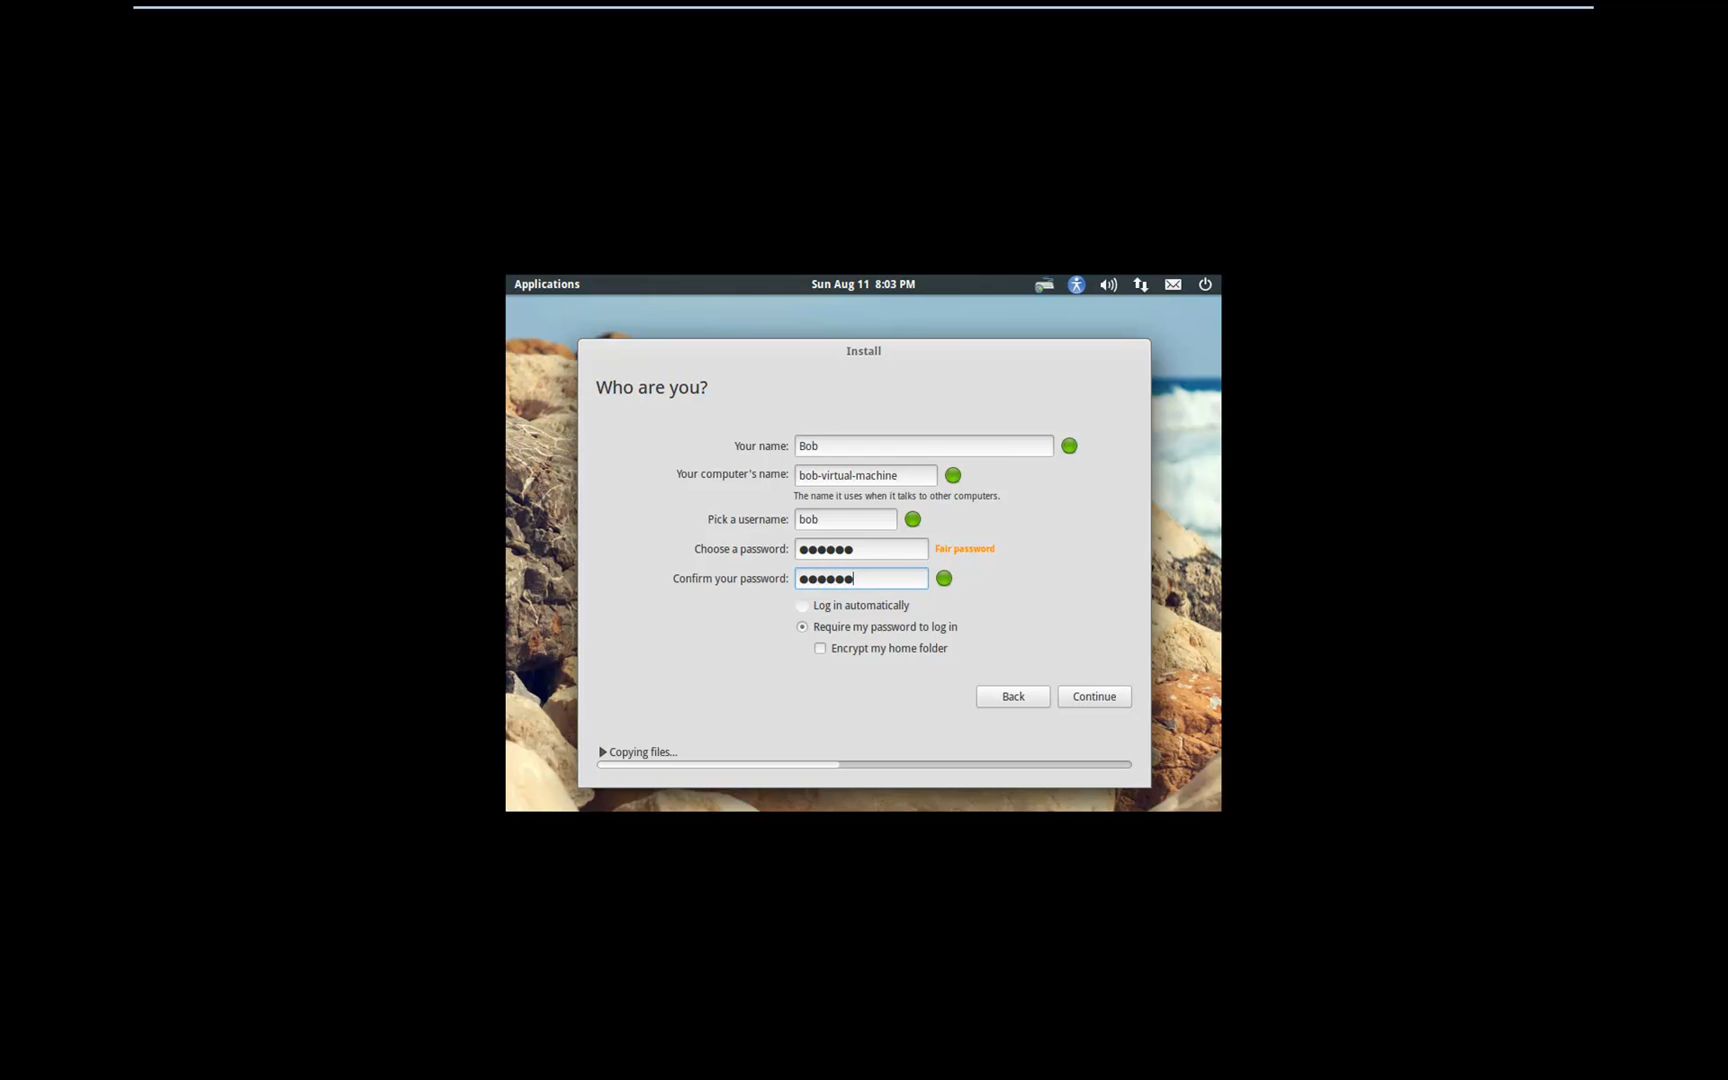 Applications Sun Aug 11 8:03 PM
Install
Who are you?
Your name: Bob
Your computer's name: bob-virtual-machine
The name it uses when it talks to other computers.
Pick a username: bob
Choose a password: ●●●●●● Fair password
Confirm your password: ●●●●●●
Log in automatically
Require my password to log in
Encrypt my home folder
Back Continue
Copying files...